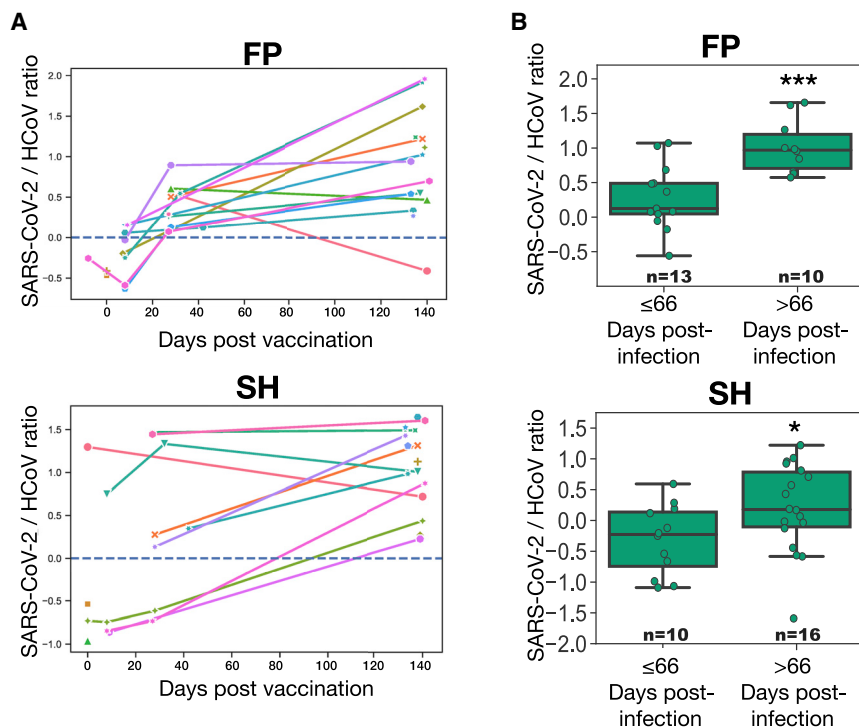 A
FP
SARS-CoV-2 / HCoV ratio
2.0
1.5
1.0
0.5
0.0
−0.5
0 20 40 60 80 100 120 140
Days post vaccination
SH
SARS-CoV-2 / HCoV ratio
1.5
1.0
0.5
0.0
−0.5
−1.0
0 20 40 60 80 100 120 140
Days post vaccination
B
FP
***
SARS-CoV-2 / HCoV ratio
2.0
1.5
1.0
0.5
0.0
−0.5
n=13 n=10
≤66 >66
Days post- Days post-
infection infection
SH
*
SARS-CoV-2 / HCoV ratio
1.5
1.0
0.5
0.0
−0.5
−1.0
−1.5
−2.0
n=10 n=16
≤66 >66
Days post- Days post-
infection infection